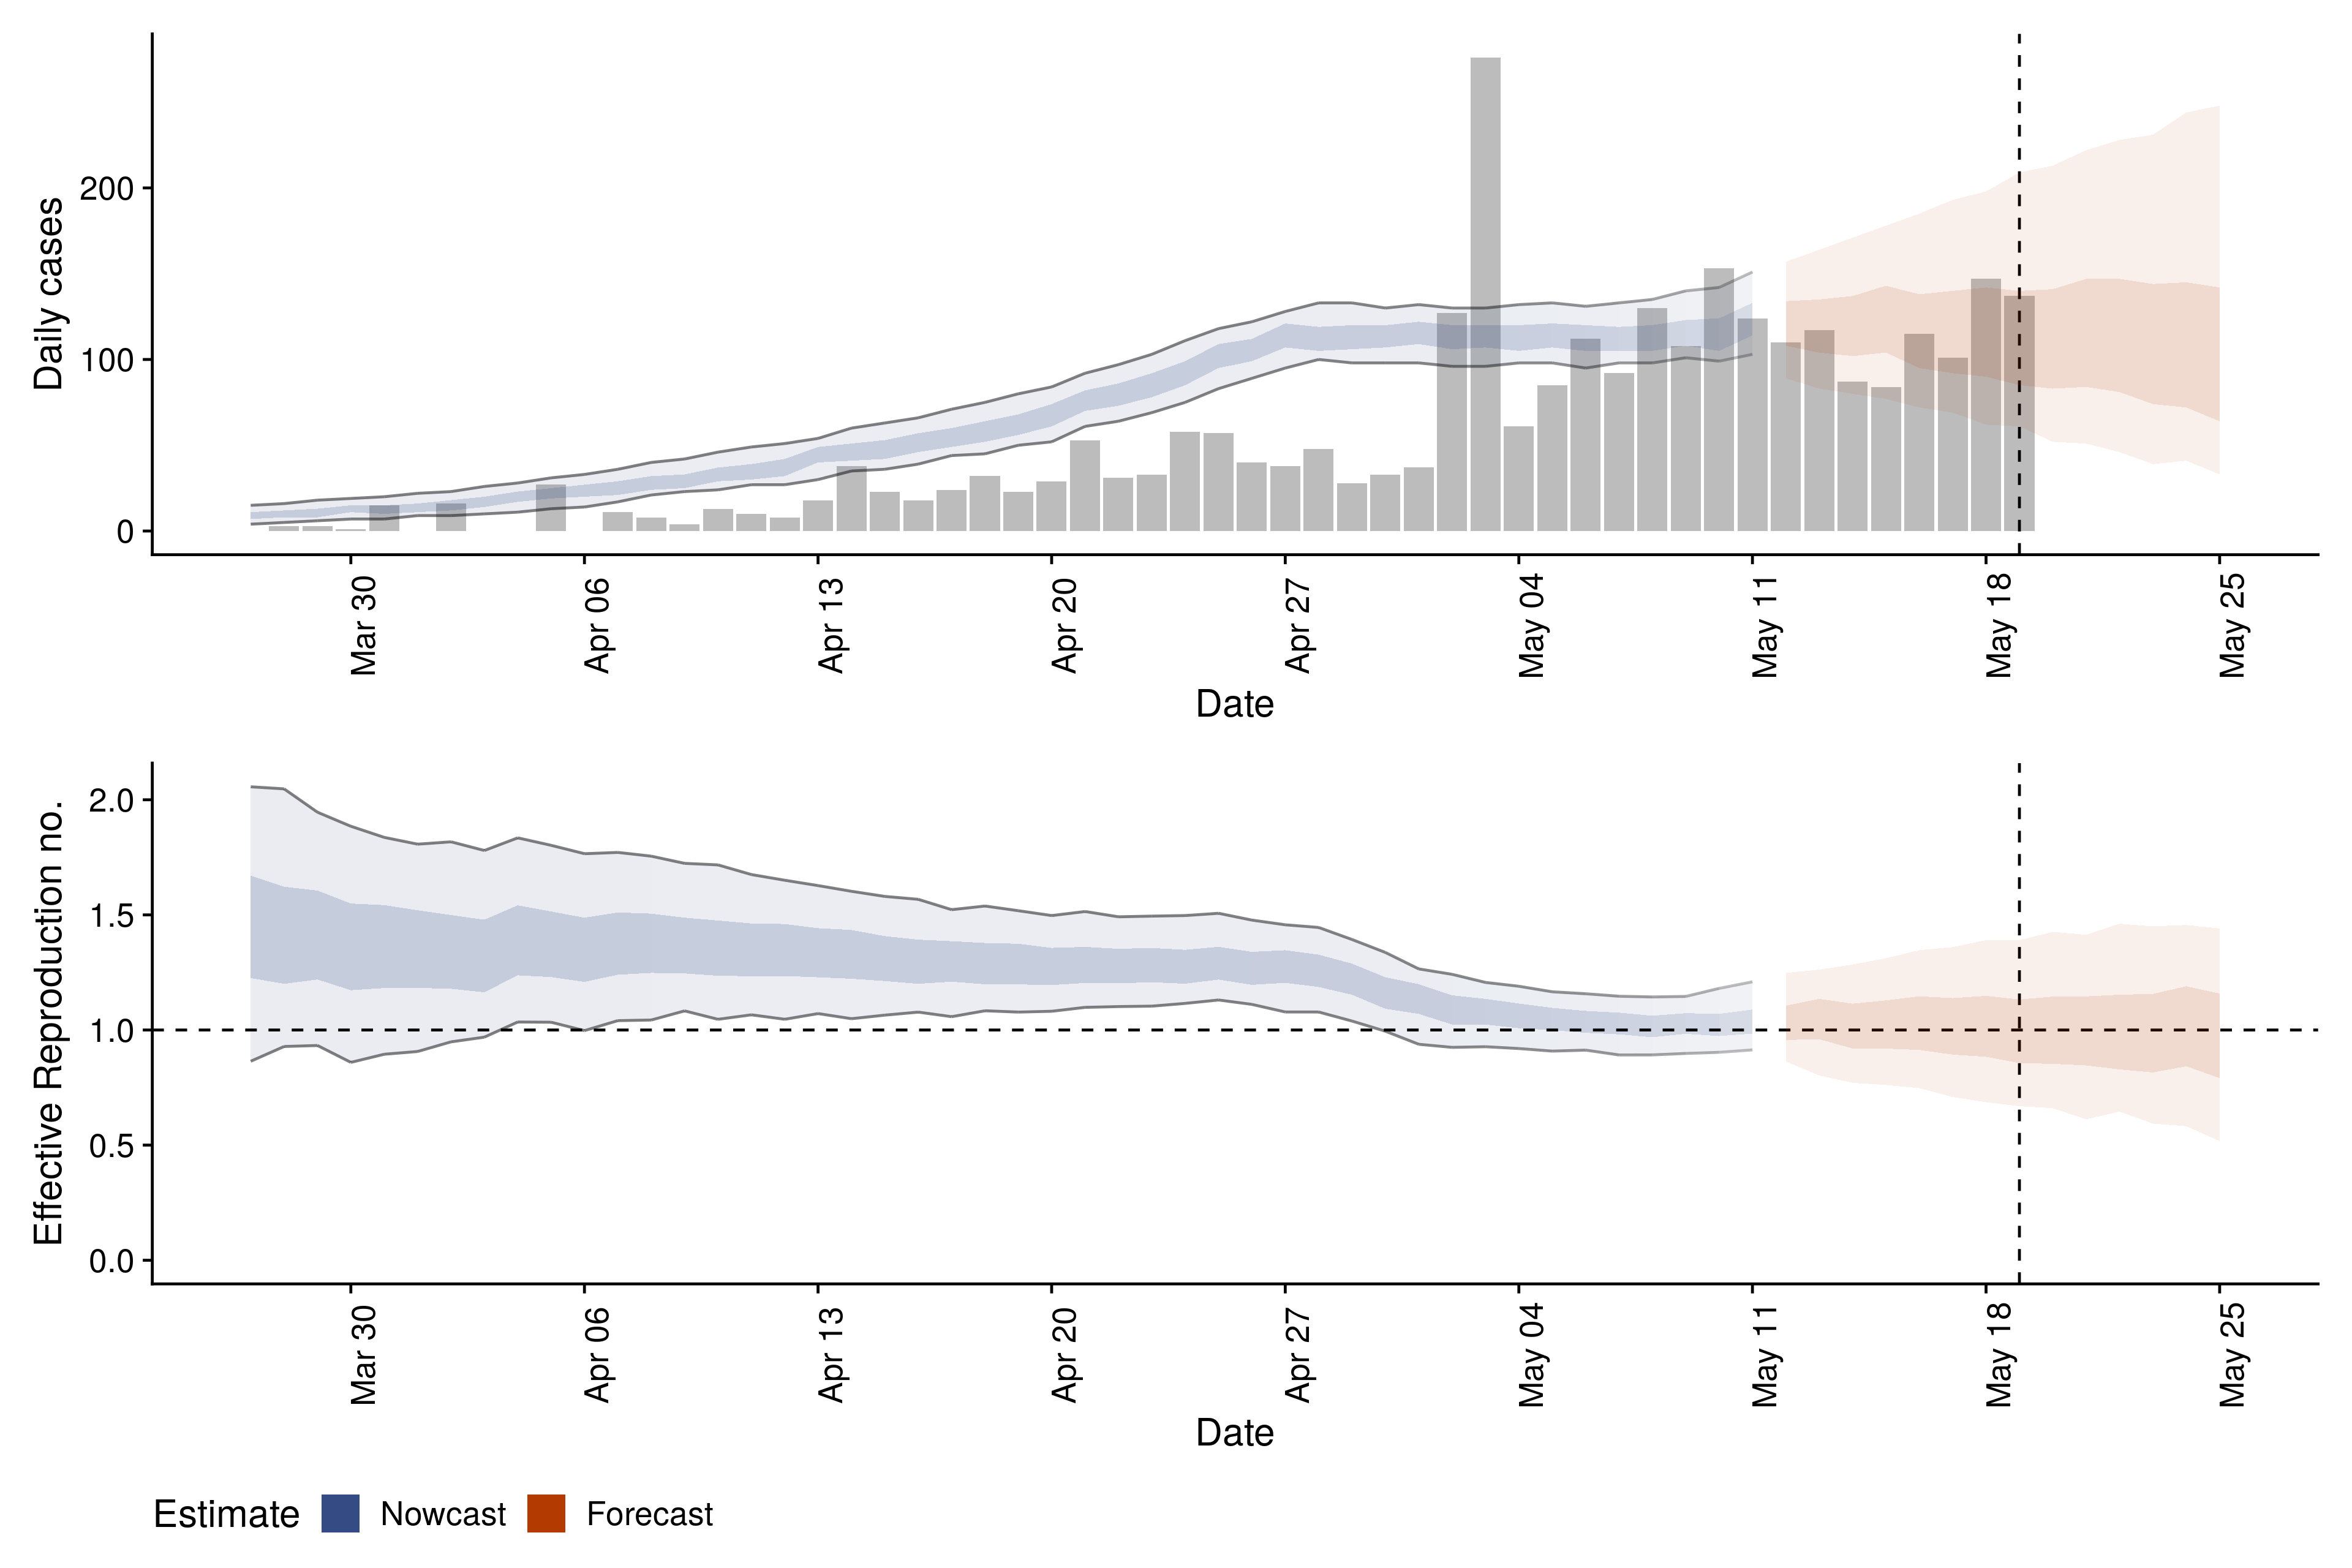 Daily cases
200
100
0
Mar 30
Apr 06
Apr 13
Apr 20
Apr 27
May 04
May 11
May 18
May 25
Date
Effective Reproduction no.
2.0
1.5
1.0
0.5
0.0
Mar 30
Apr 06
Apr 13
Apr 20
Apr 27
May 04
May 11
May 18
May 25
Date
Estimate Nowcast Forecast